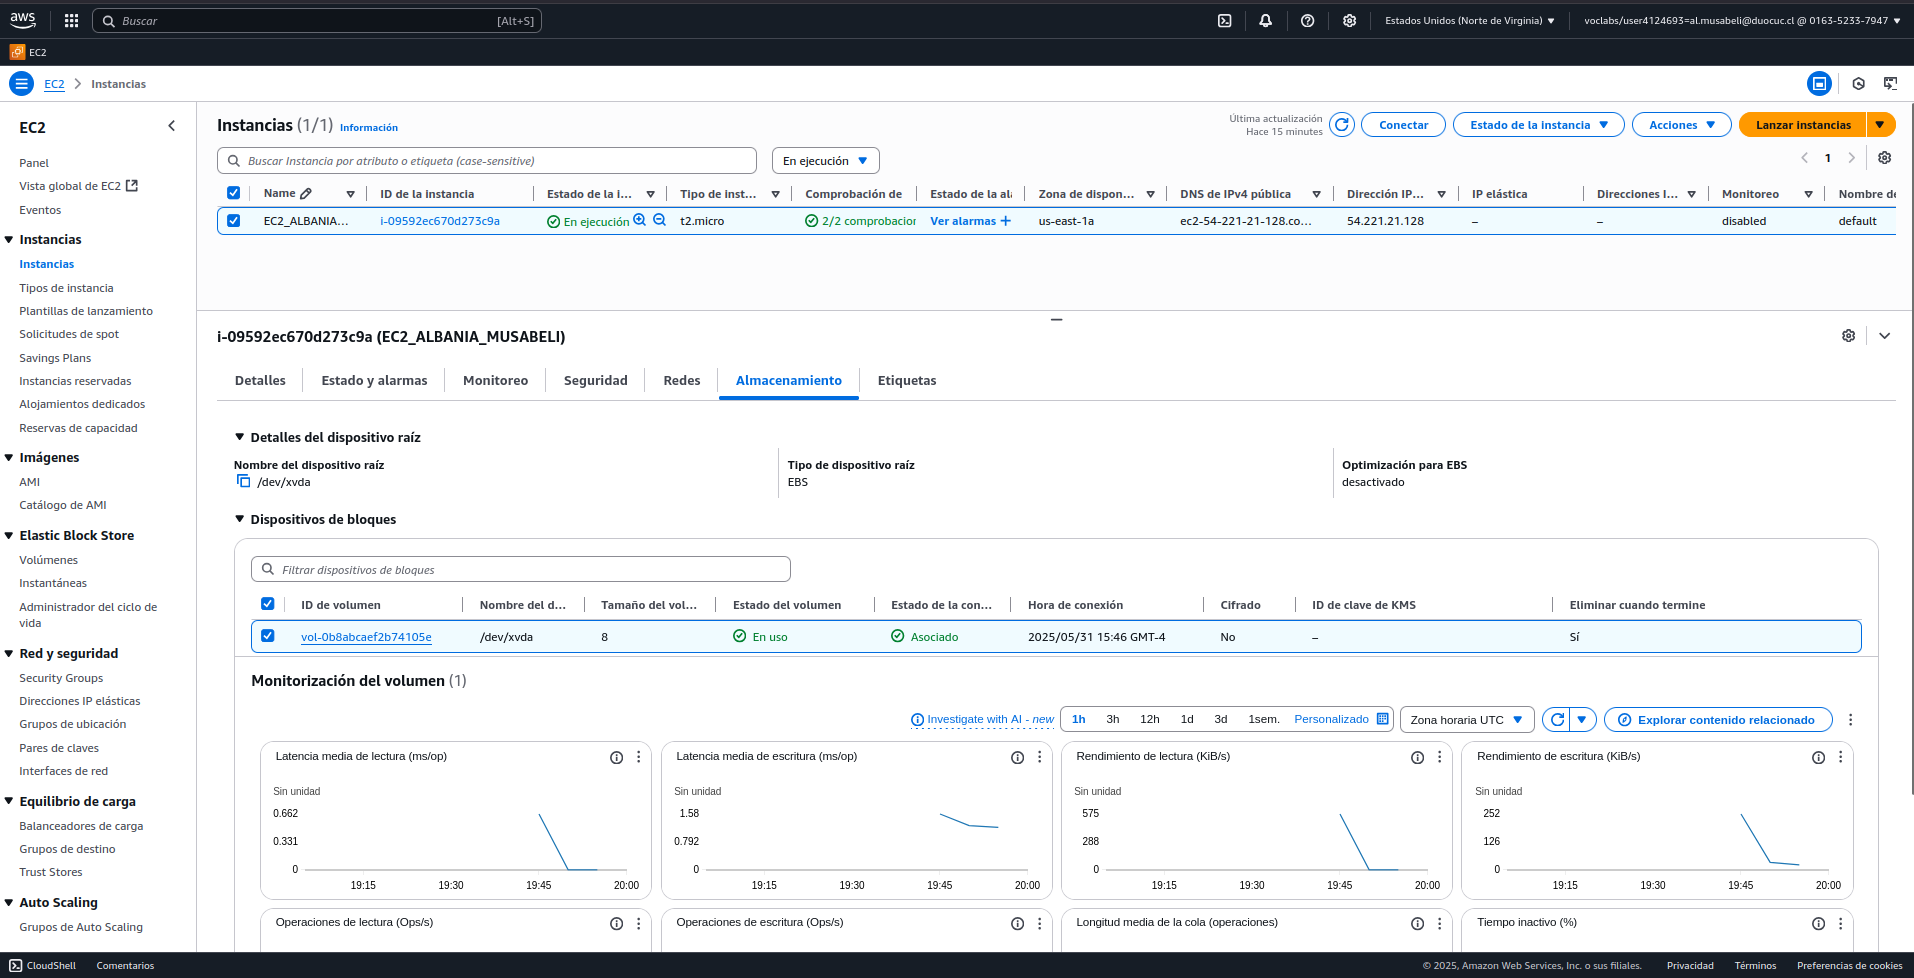 aws
Buscar [Alt+S]
Estados Unidos (Norte de Virginia)
voclabs/user4124693=al.musabeli@duocuc.cl @ 0163-5233-7947
EC2
EC2 Instancias
EC2
Panel
Vista global de EC2
Eventos
Instancias
Instancias
Tipos de instancia
Plantillas de lanzamiento
Solicitudes de spot
Savings Plans
Instancias reservadas
Alojamientos dedicados
Reservas de capacidad
Imágenes
AMI
Catálogo de AMI
Elastic Block Store
Volúmenes
Instantáneas
Administrador del ciclo de
vida
Red y seguridad
Security Groups
Direcciones IP elásticas
Grupos de ubicación
Pares de claves
Interfaces de red
Equilibrio de carga
Balanceadores de carga
Grupos de destino
Trust Stores
Auto Scaling
Grupos de Auto Scaling
Instancias (1/1) Información
Última actualización
Hace 15 minutes
Conectar
Estado de la instancia
Acciones
Lanzar instancias
Buscar Instancia por atributo o etiqueta (case-sensitive)
En ejecución
1
Name ID de la instancia Estado de la i... Tipo de inst... Comprobación de Estado de la al Zona de dispon... DNS de IPv4 pública Dirección IP... IP elástica Direcciones I... Monitoreo Nombre de
EC2_ALBANIA... i-09592ec670d273c9a En ejecución t2.micro 2/2 comprobacior Ver alarmas + us-east-1a ec2-54-221-21-128.co... 54.221.21.128 – – disabled default
i-09592ec670d273c9a (EC2_ALBANIA_MUSABELI)
Detalles Estado y alarmas Monitoreo Seguridad Redes Almacenamiento Etiquetas
Detalles del dispositivo raíz
Nombre del dispositivo raíz
/dev/xvda
Tipo de dispositivo raíz
EBS
Optimización para EBS
desactivado
Dispositivos de bloques
Filtrar dispositivos de bloques
ID de volumen Nombre del d... Tamaño del vol... Estado del volumen Estado de la con... Hora de conexión Cifrado ID de clave de KMS Eliminar cuando termine
vol-0b8abcaef2b74105e /dev/xvda 8 En uso Asociado 2025/05/31 15:46 GMT-4 No – Sí
Monitorización del volumen (1)
Investigate with AI - new
1h 3h 12h 1d 3d 1sem. Personalizado
Zona horaria UTC
Explorar contenido relacionado
Latencia media de lectura (ms/op)
Sin unidad
0.662
0.331
0
19:15 19:30 19:45 20:00
Latencia media de escritura (ms/op)
Sin unidad
1.58
0.792
0
19:15 19:30 19:45 20:00
Rendimiento de lectura (KiB/s)
Sin unidad
575
288
0
19:15 19:30 19:45 20:00
Rendimiento de escritura (KiB/s)
Sin unidad
252
126
0
19:15 19:30 19:45 20:00
Operaciones de lectura (Ops/s)
Operaciones de escritura (Ops/s)
Longitud media de la cola (operaciones)
Tiempo inactivo (%)
CloudShell Comentarios
© 2025, Amazon Web Services, Inc. o sus filiales. Privacidad Términos Preferencias de cookies